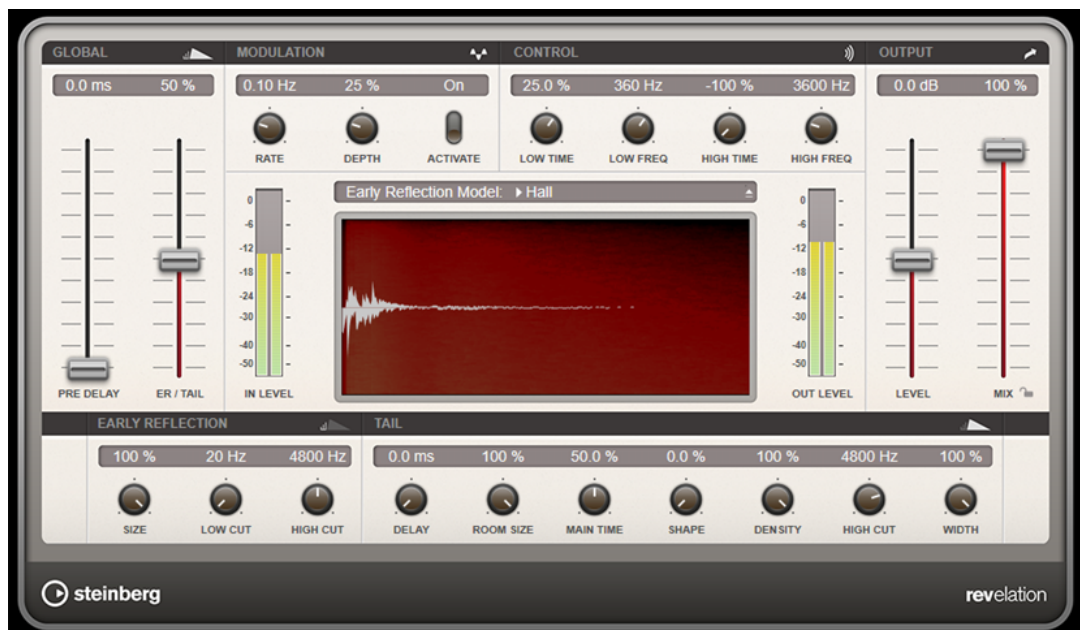 GLOBAL
MODULATION
CONTROL
OUTPUT
0.0 ms 50 %
0.10 Hz 25 % On
25.0 % 360 Hz -100 % 3600 Hz
0.0 dB 100 %
RATE DEPTH ACTIVATE
LOW TIME LOW FREQ HIGH TIME HIGH FREQ
Early Reflection Model: Hall
0
-6
-12
-18
-24
-30
-40
-50
0
-6
-12
-18
-24
-30
-40
-50
PRE DELAY ER / TAIL
IN LEVEL
OUT LEVEL
LEVEL MIX
EARLY REFLECTION
TAIL
100 % 20 Hz 4800 Hz
0.0 ms 100 % 50.0 % 0.0 % 100 % 4800 Hz 100 %
SIZE LOW CUT HIGH CUT
DELAY ROOM SIZE MAIN TIME SHAPE DENSITY HIGH CUT WIDTH
steinberg
revelation